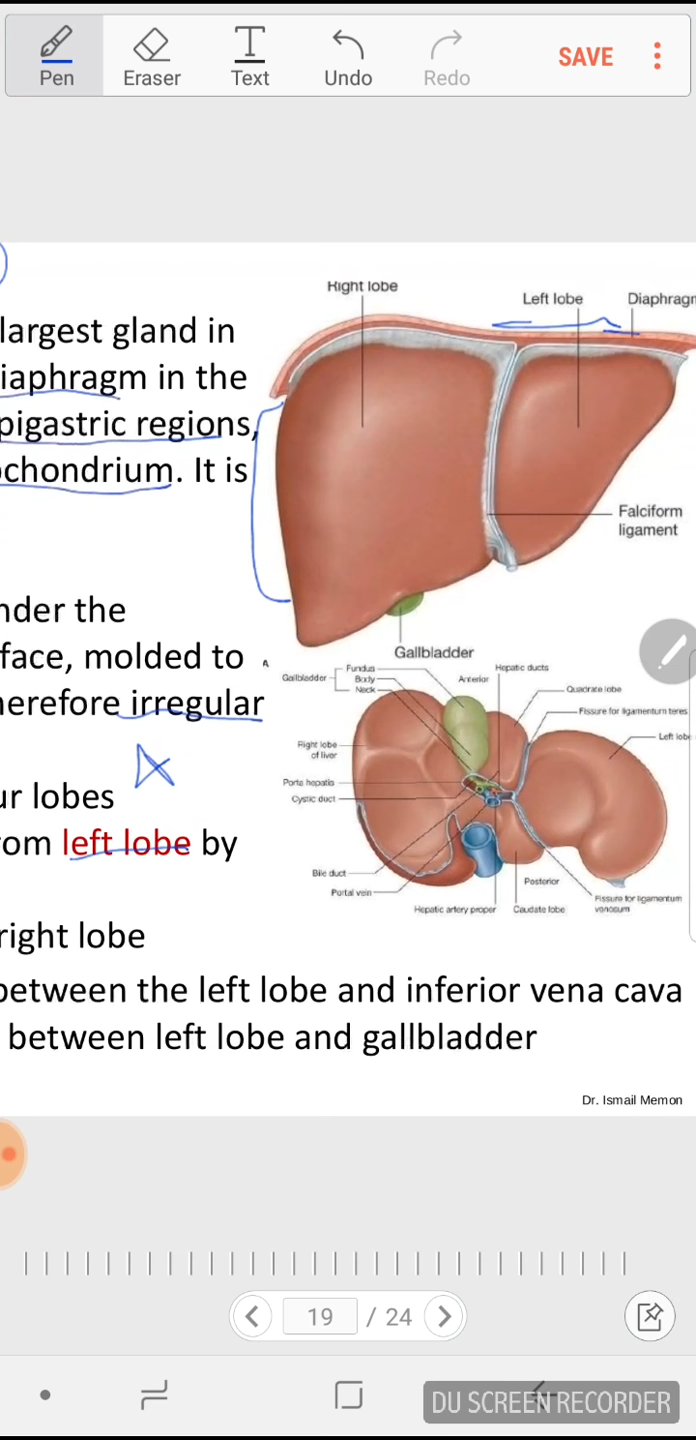 Pen Eraser Text Undo Redo SAVE
largest gland in
iaphragm in the
pigastric regions,
ochondrium. It is
nder the
face, molded to
herefore irregular
ur lobes
om left lobe by
right lobe
between the left lobe and inferior vena cava
between left lobe and gallbladder
Right lobe
Left lobe
Diaphragm
Falciform
ligament
Gallbladder
Gallbladder
Fundus
Body
Neck
Anterior
Hepatic ducts
Quadrate lobe
Fissure for ligamentum teres
Left lobe
Right lobe
of liver
Porta hepatis
Cystic duct
Bile duct
Portal vein
Hepatic artery proper
Caudate lobe
Posterior
Fissure for ligamentum
venosum
Dr. Ismail Memon
19 / 24
DU SCREEN RECORDER